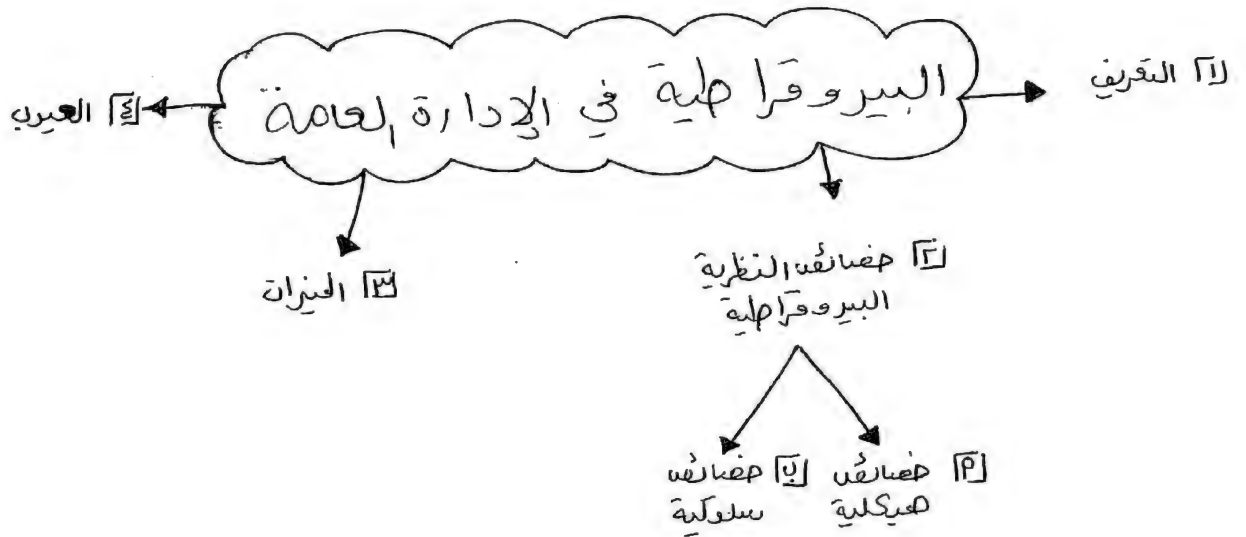 البيروقراطية في الإدارة العامة
١ التعريف
٢ خصائص النظرية
البيروقراطية
أ خصائص
هيكلية
ب خصائص
سلوكية
٣ الميزات
٤ العيوب